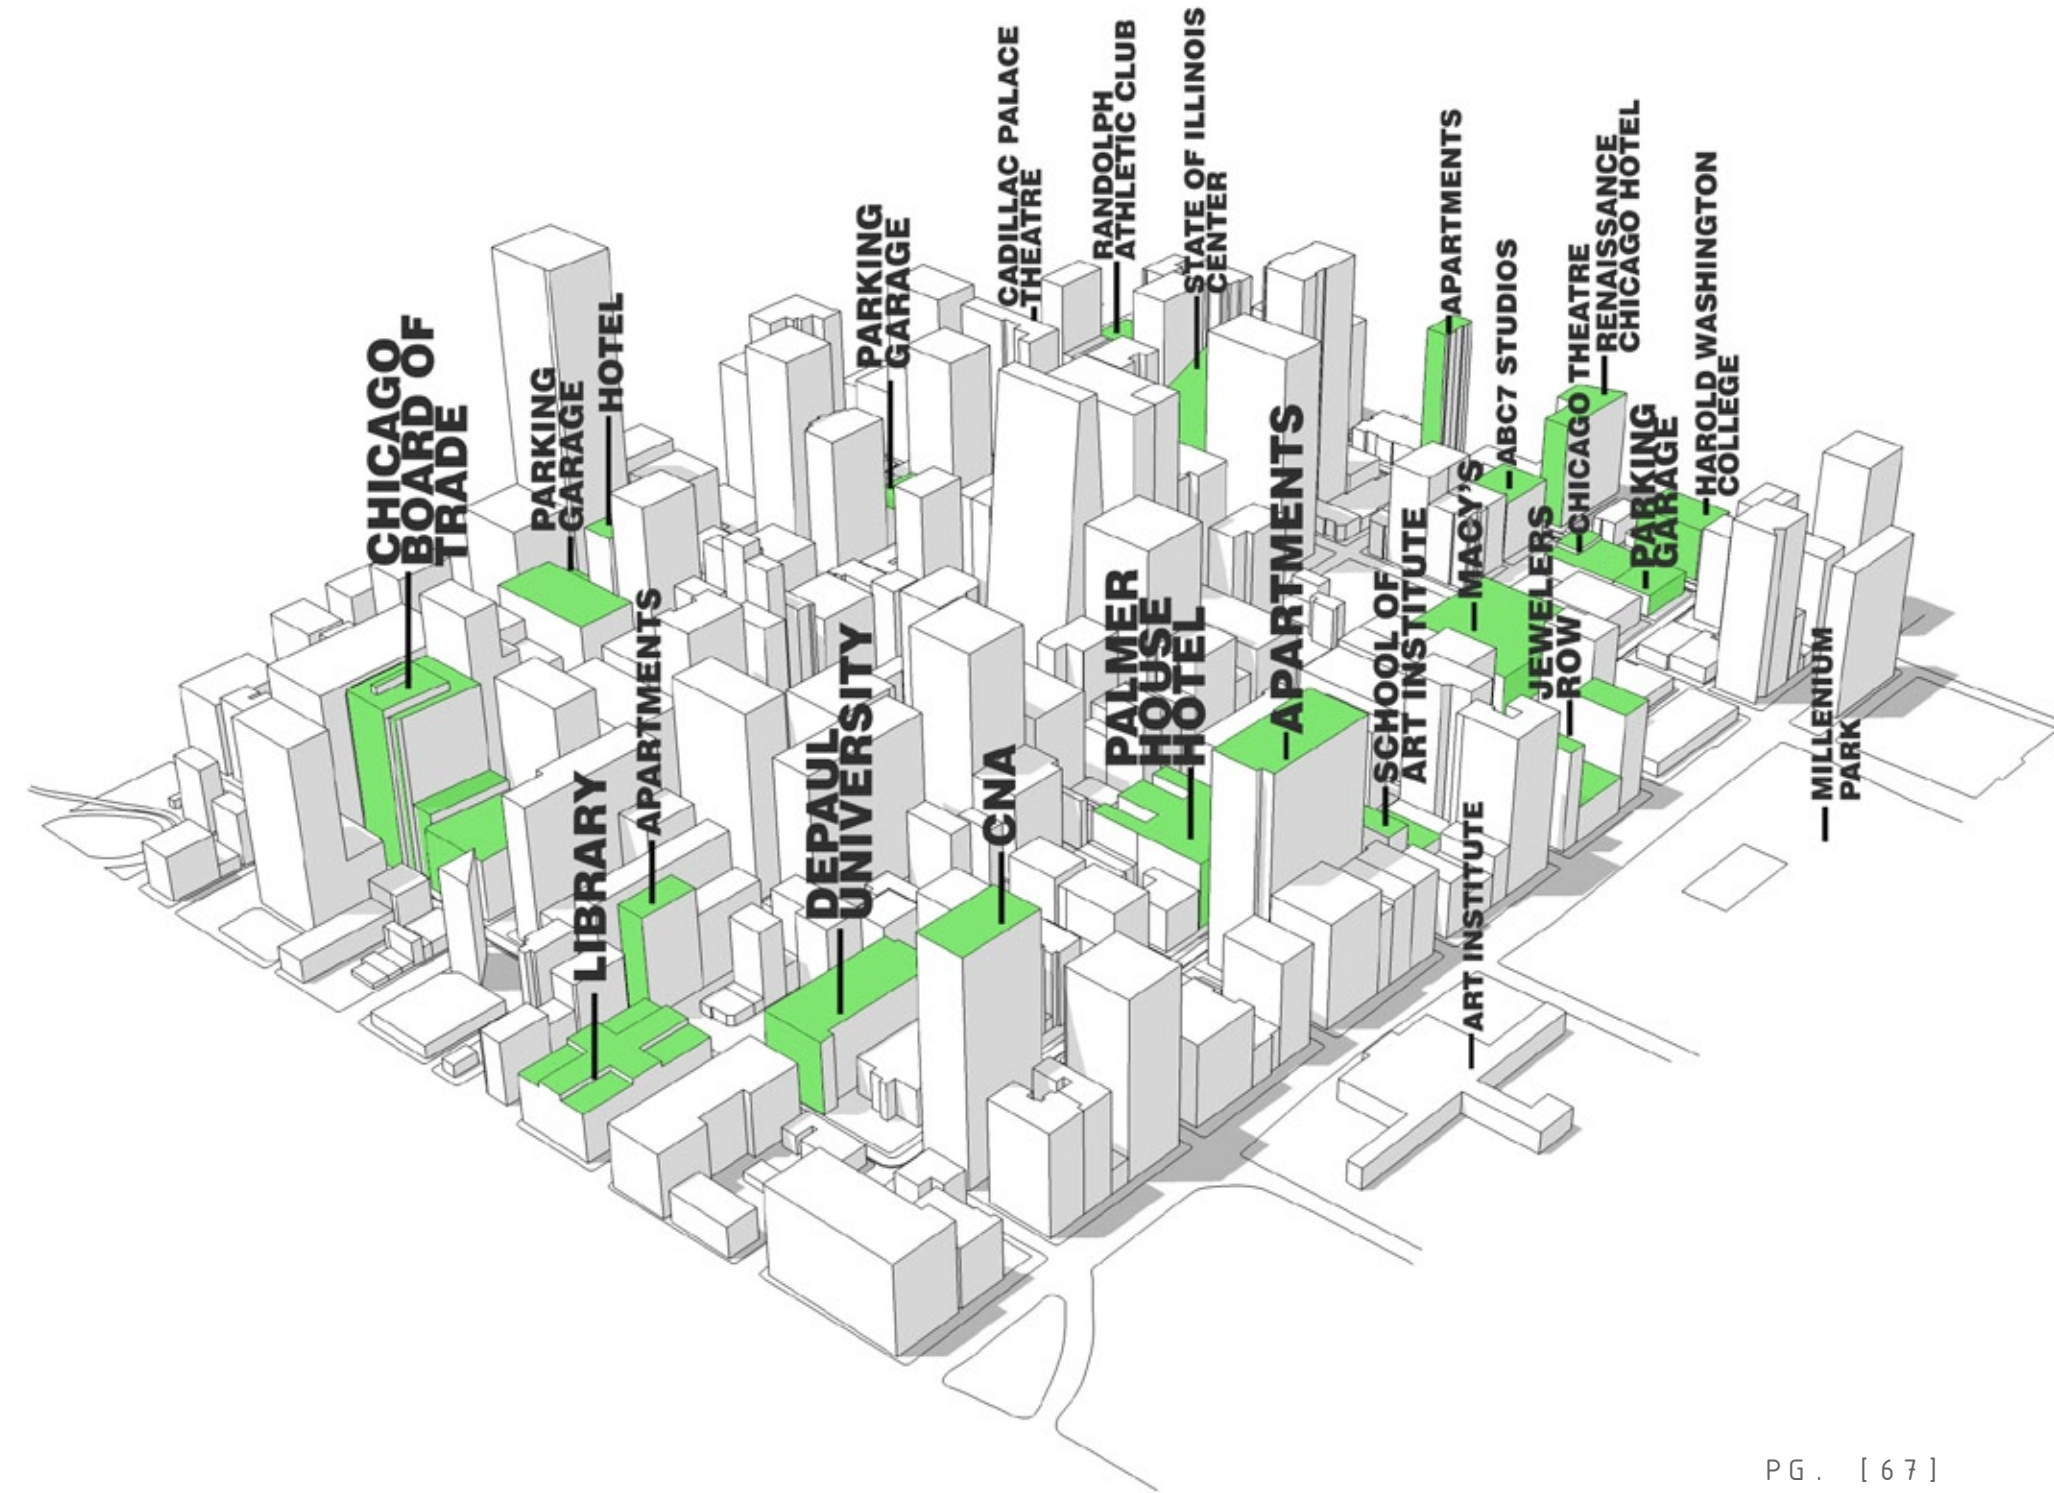 CHICAGO
BOARD OF
TRADE
PARKING
GARAGE
HOTEL
PARKING
GARAGE
CADILLAC PALACE
THEATRE
RANDOLPH
ATHLETIC CLUB
STATE OF ILLINOIS
CENTER
APARTMENTS
ABC7 STUDIOS
CHICAGO THEATRE
RENAISSANCE
CHICAGO HOTEL
PARKING
GARAGE
HAROLD WASHINGTON
COLLEGE
LIBRARY
APARTMENTS
DEPAUL
UNIVERSITY
CNA
PALMER
HOUSE
HOTEL
APARTMENTS
SCHOOL OF
ART INSTITUTE
MACY'S
JEWELERS
ROW
ART INSTITUTE
MILLENIUM
PARK
PG. [67]